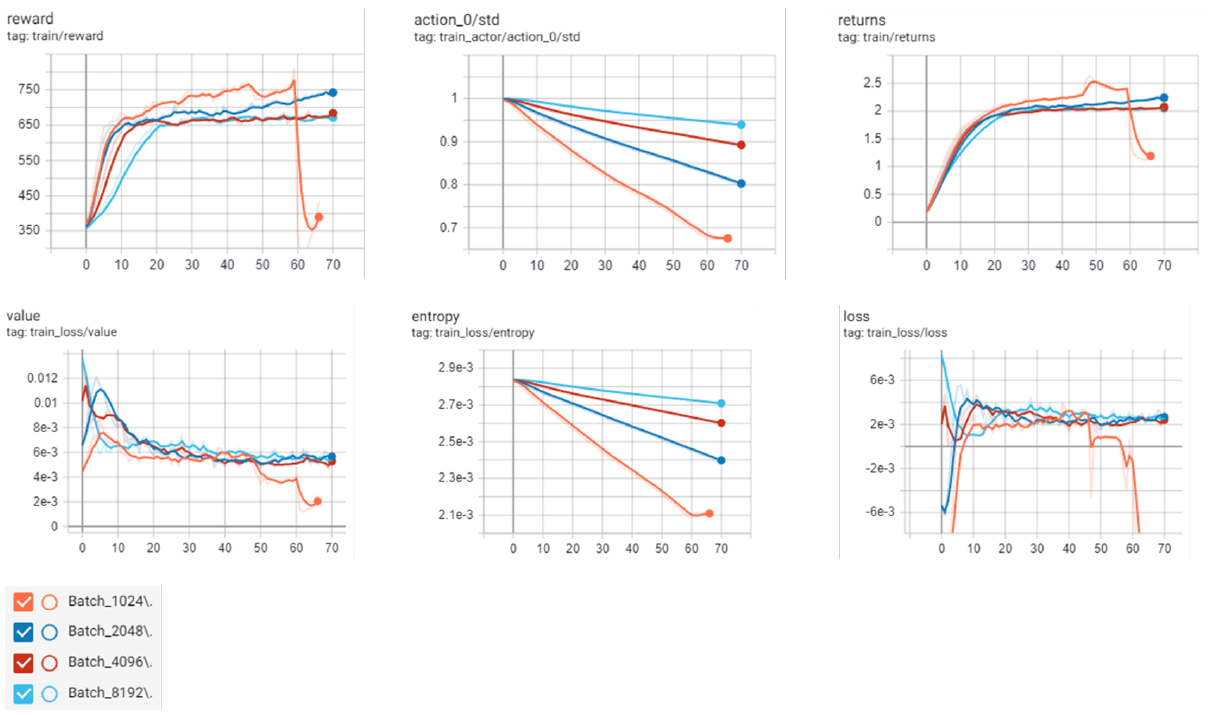 reward
tag: train/reward
750
650
550
450
350
0 10 20 30 40 50 60 70
action_0/std
tag: train_actor/action_0/std
1
0.9
0.8
0.7
0 10 20 30 40 50 60 70
returns
tag: train/returns
2.5
2
1.5
1
0.5
0
0 10 20 30 40 50 60 70
value
tag: train_loss/value
0.012
0.01
8e-3
6e-3
4e-3
2e-3
0
0 10 20 30 40 50 60 70
entropy
tag: train_loss/entropy
2.9e-3
2.7e-3
2.5e-3
2.3e-3
2.1e-3
0 10 20 30 40 50 60 70
loss
tag: train_loss/loss
6e-3
2e-3
-2e-3
-6e-3
0 10 20 30 40 50 60 70
Batch_1024\.
Batch_2048\.
Batch_4096\.
Batch_8192\.